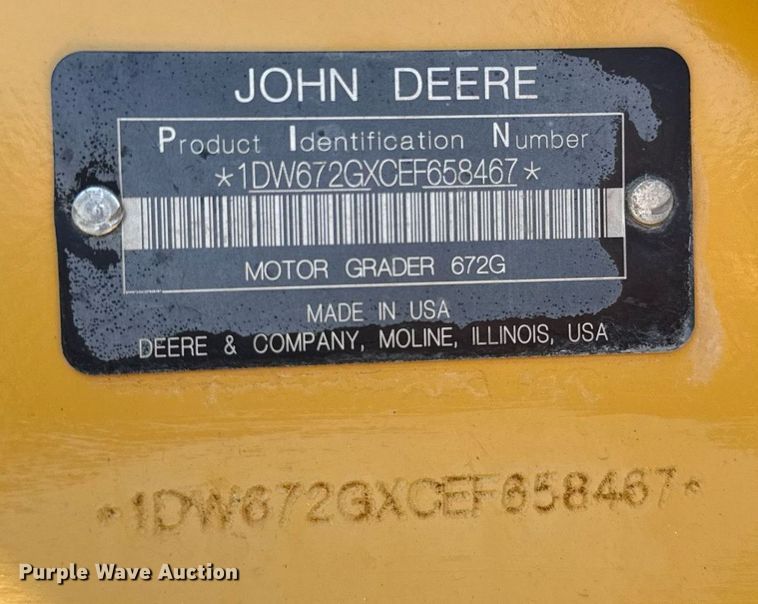 JOHN DEERE
Product Identification Number
*1DW672GXCEF658467*
MOTOR GRADER 672G
MADE IN USA
DEERE & COMPANY, MOLINE, ILLINOIS, USA
*1DW672GXCEF658467*
Purple Wave Auction